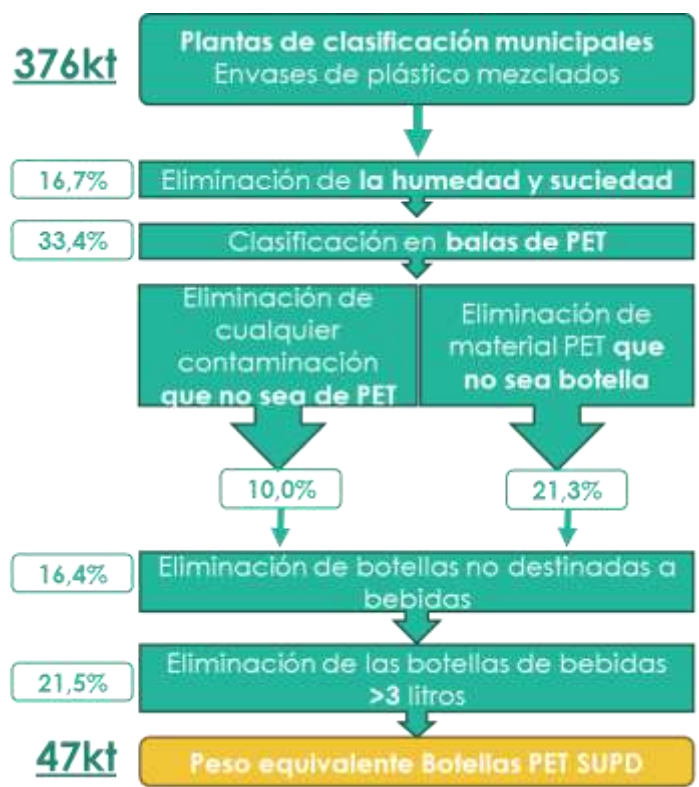 376kt
Plantas de clasificación municipales
Envases de plástico mezclados
16,7%
Eliminación de la humedad y suciedad
33,4%
Clasificación en balas de PET
Eliminación de
cualquier
contaminación
que no sea de PET
Eliminación de
material PET que
no sea botella
10,0%
21,3%
16,4%
Eliminación de botellas no destinadas a
bebidas
21,5%
Eliminación de las botellas de bebidas
>3 litros
47kt
Peso equivalente Botellas PET SUPD